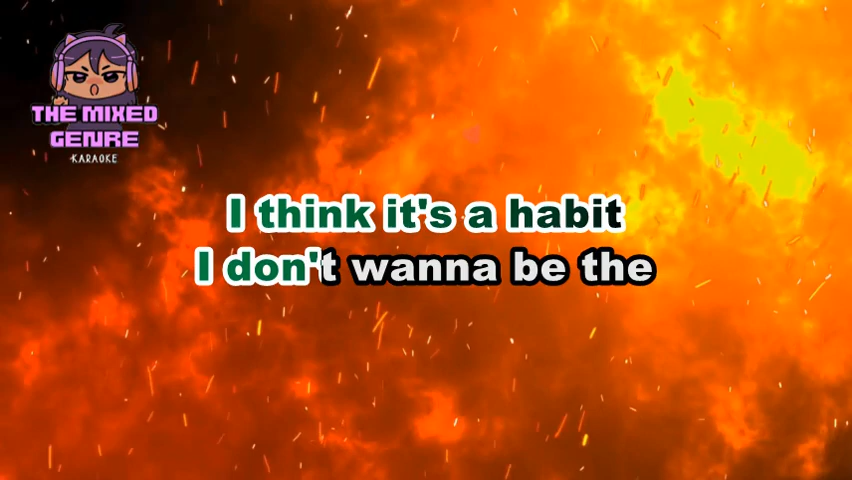 THE MIXED
GENRE
KARAOKE
I think it's a habit
I don't wanna be the